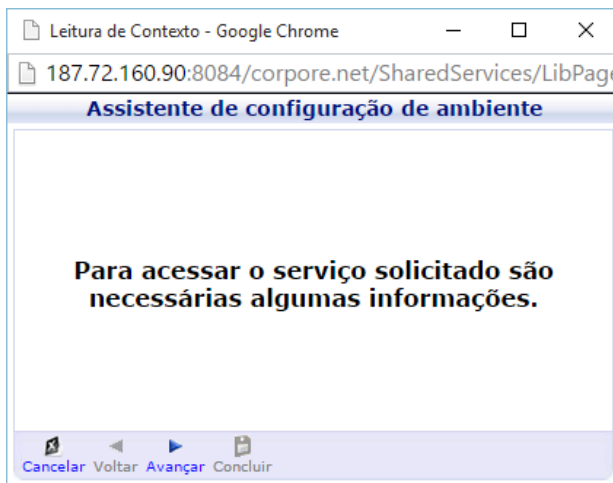 Leitura de Contexto - Google Chrome
187.72.160.90:8084/corpore.net/SharedServices/LibPage
Assistente de configuração de ambiente
Para acessar o serviço solicitado são
necessárias algumas informações.
Cancelar Voltar Avançar Concluir